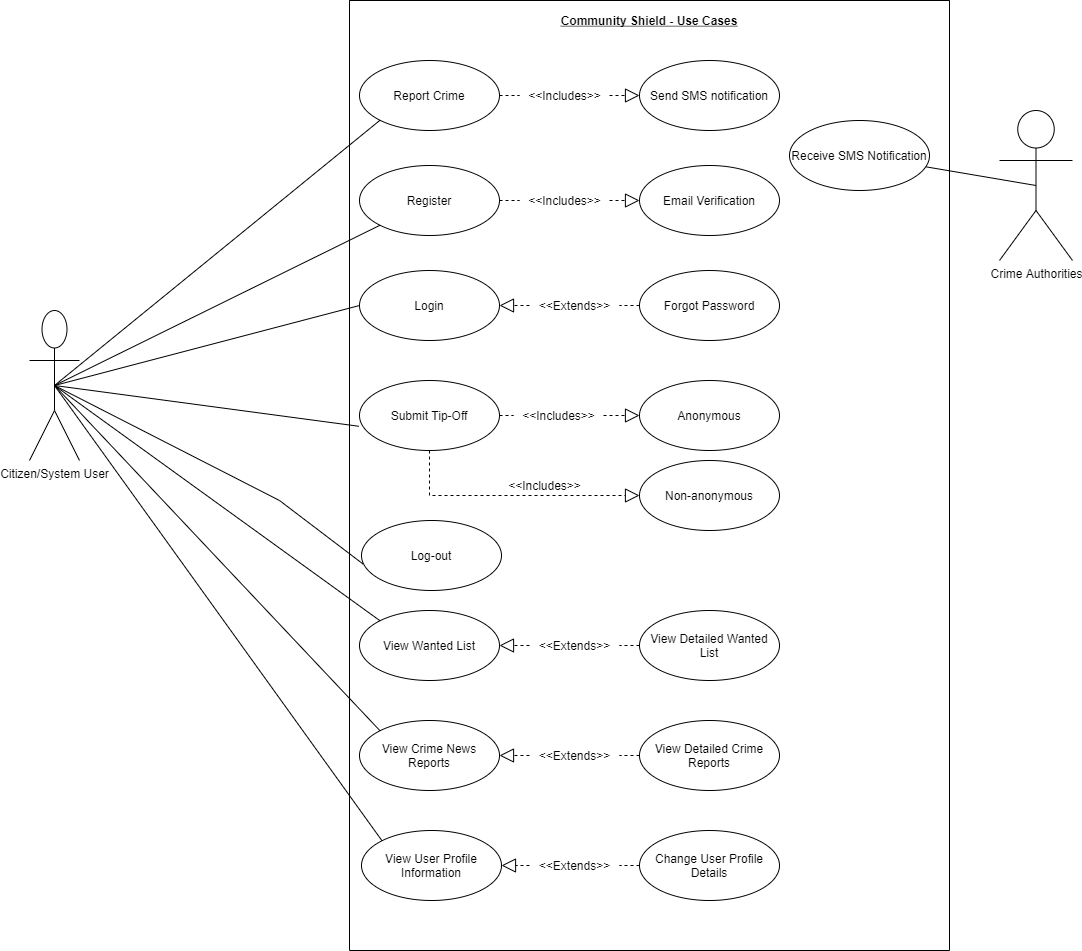 Community Shield - Use Cases
Report Crime
<<Includes>>
Send SMS notification
Receive SMS Notification
Register
<<Includes>>
Email Verification
Crime Authorities
Login
<<Extends>>
Forgot Password
Submit Tip-Off
<<Includes>>
Anonymous
Citizen/System User
<<Includes>>
Non-anonymous
Log-out
View Wanted List
<<Extends>>
View Detailed Wanted
List
View Crime News
Reports
<<Extends>>
View Detailed Crime
Reports
View User Profile
Information
<<Extends>>
Change User Profile
Details